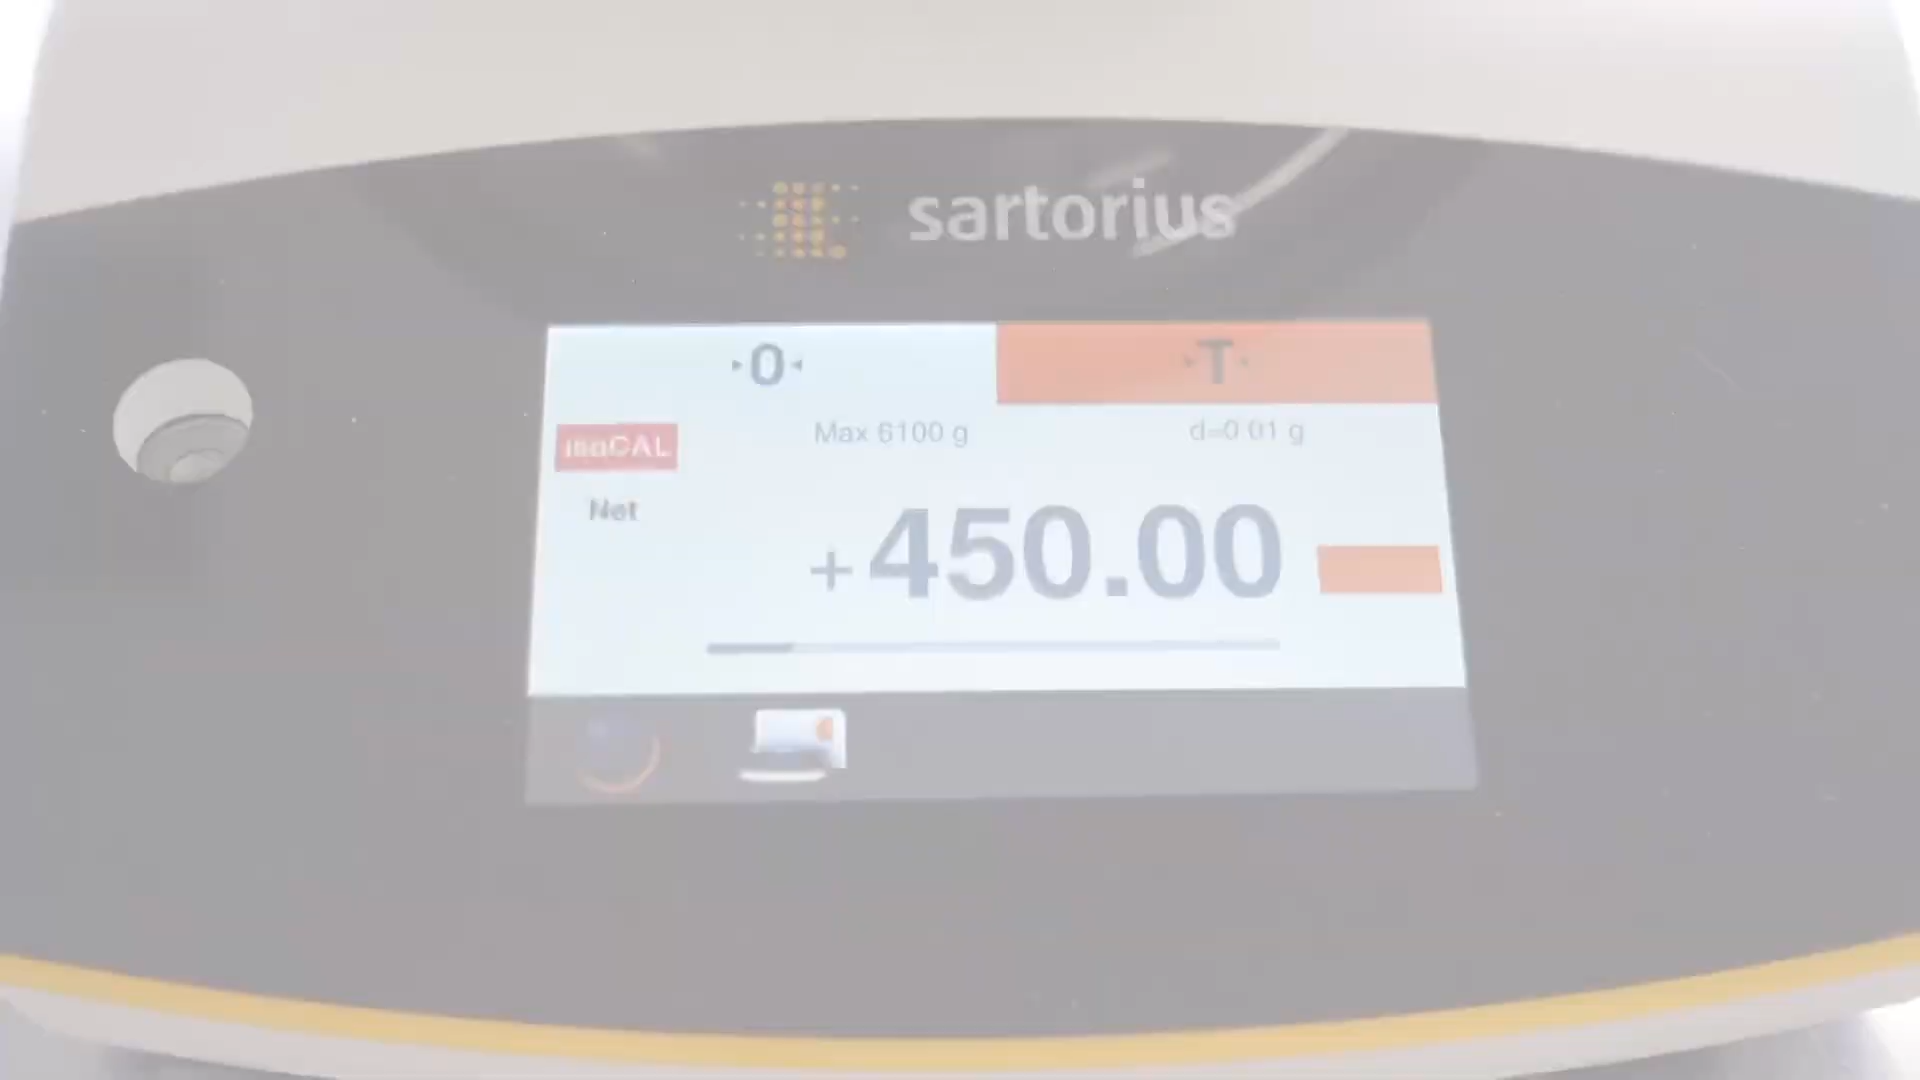 sartorius
0 T
Max 6100 g d=0.01 g
isoCAL
Net
+450.00